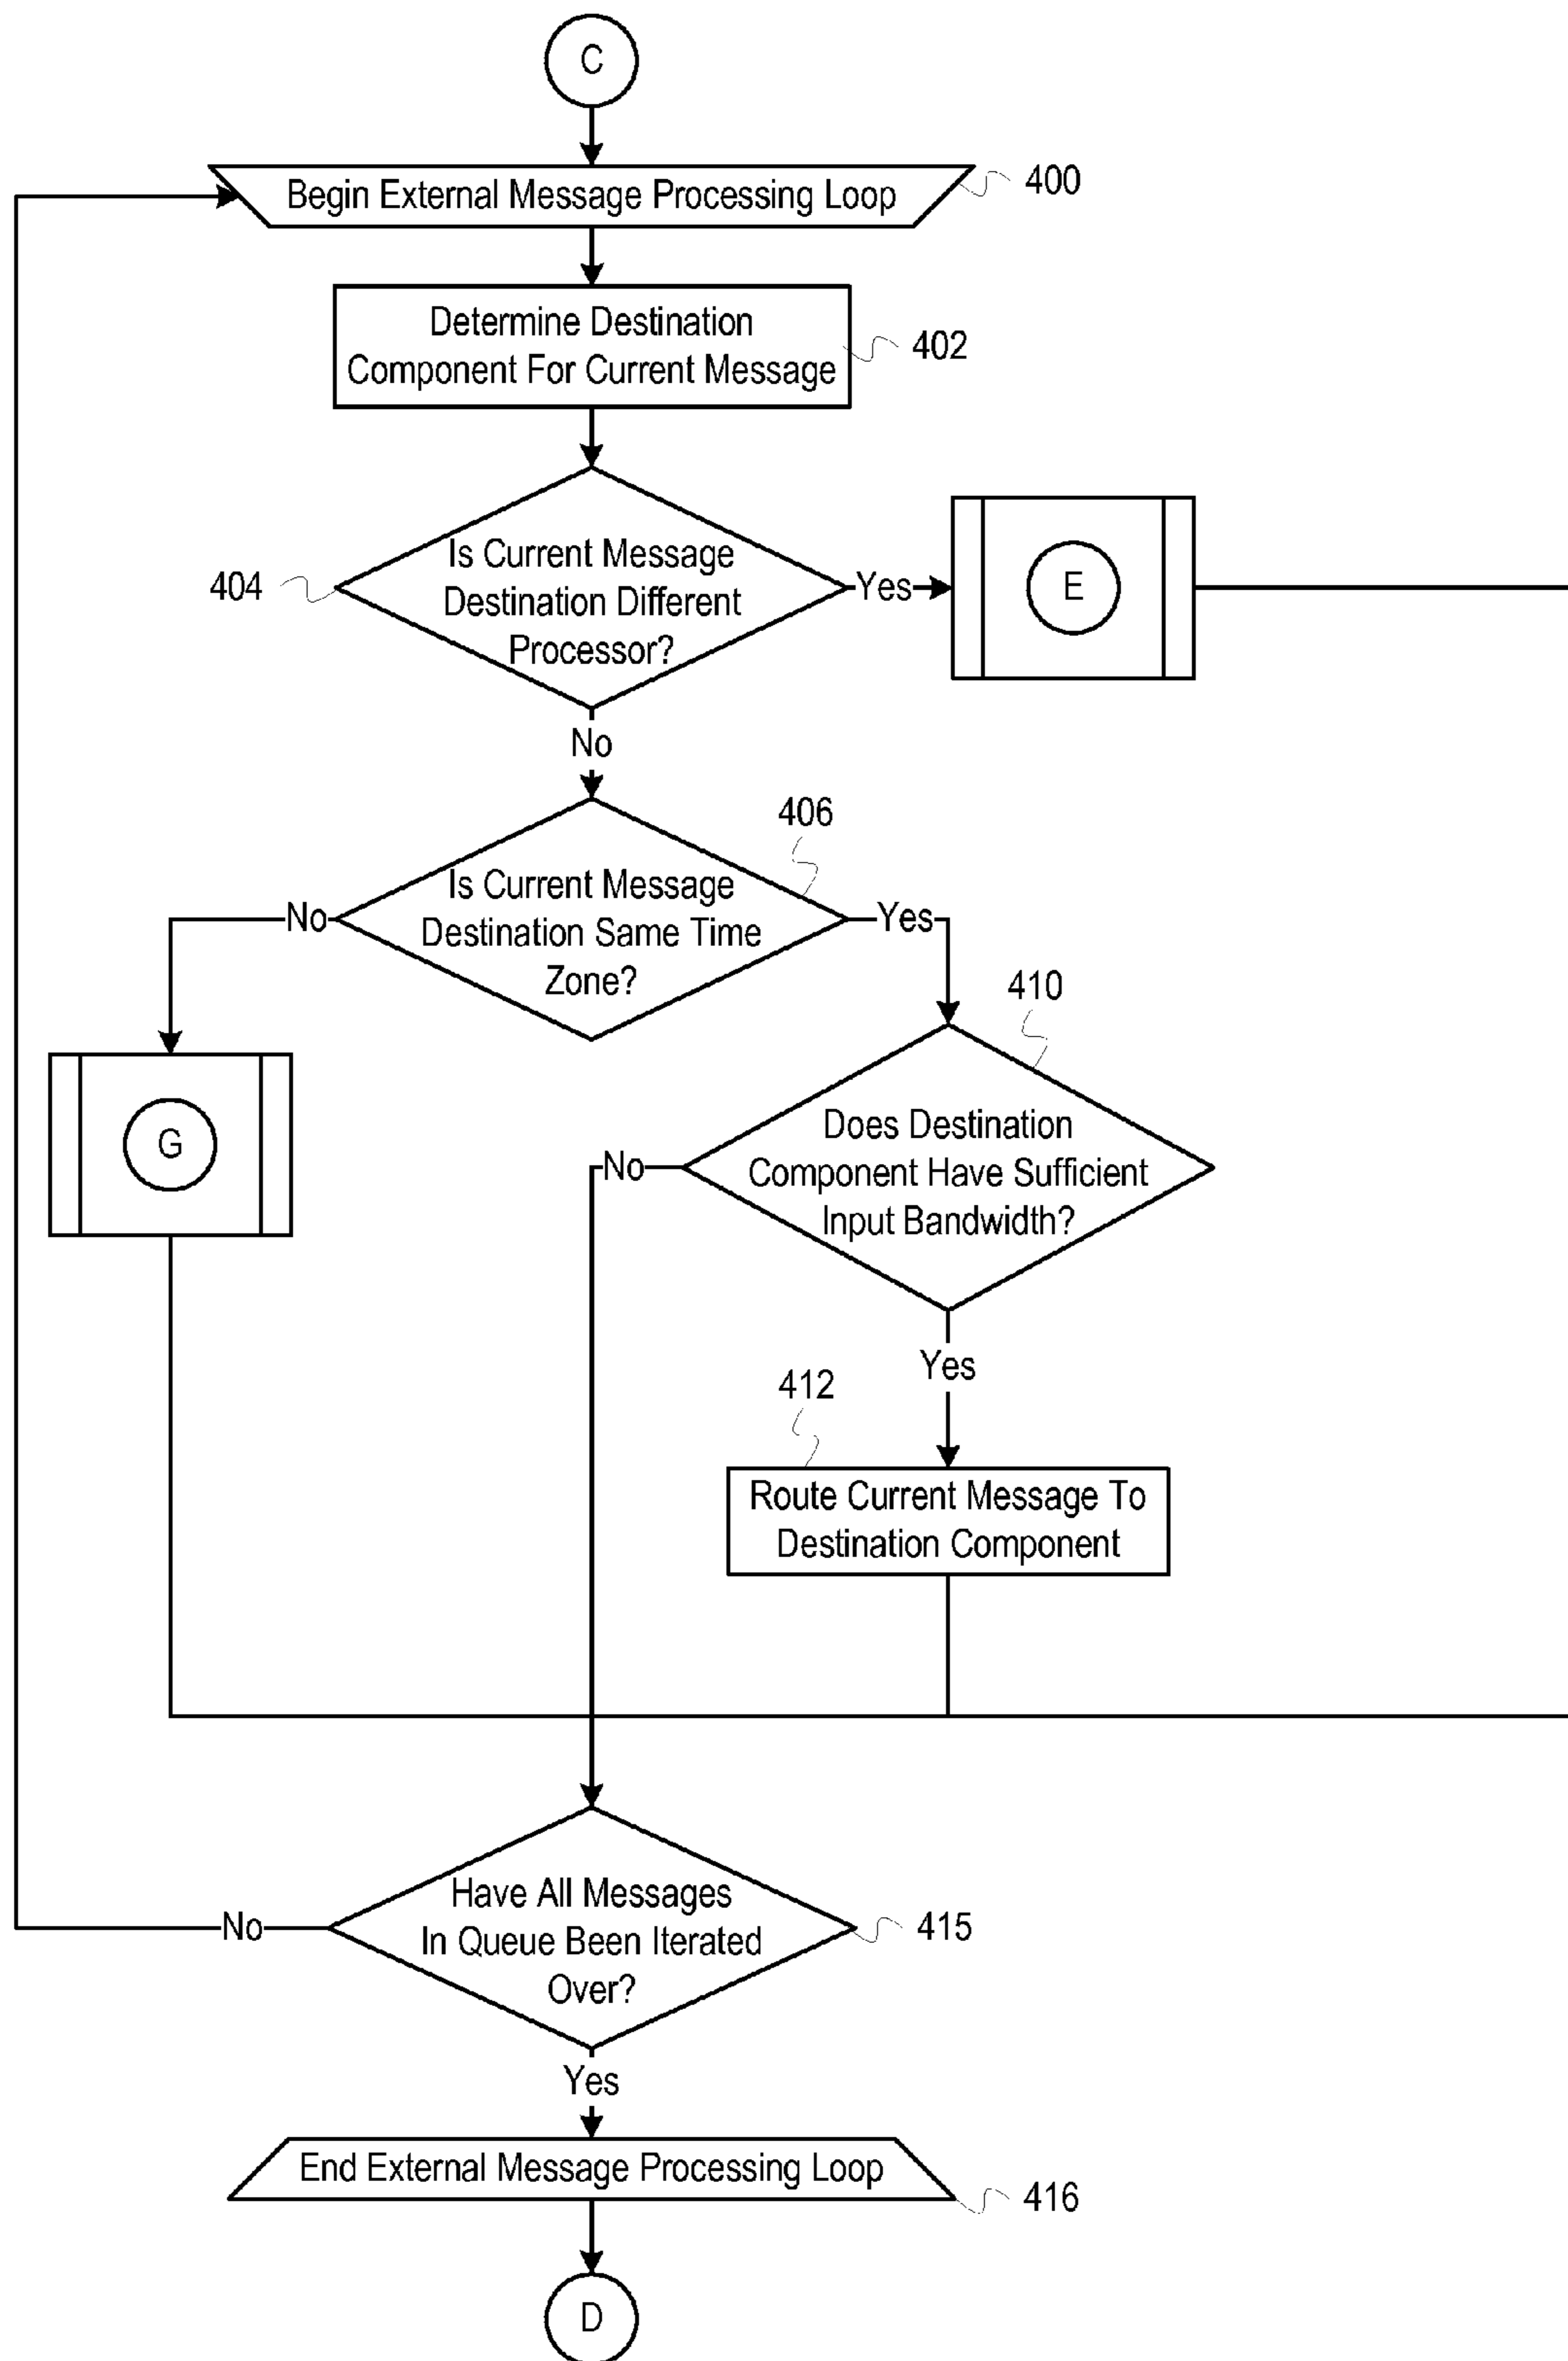 C
Begin External Message Processing Loop
400
Determine Destination
Component For Current Message
402
Is Current Message
Destination Different
Processor?
404
Yes
E
No
406
Is Current Message
Destination Same Time
Zone?
No
Yes
410
G
Does Destination
Component Have Sufficient
Input Bandwidth?
No
Yes
412
Route Current Message To
Destination Component
Have All Messages
In Queue Been Iterated
Over?
415
No
Yes
End External Message Processing Loop
416
D